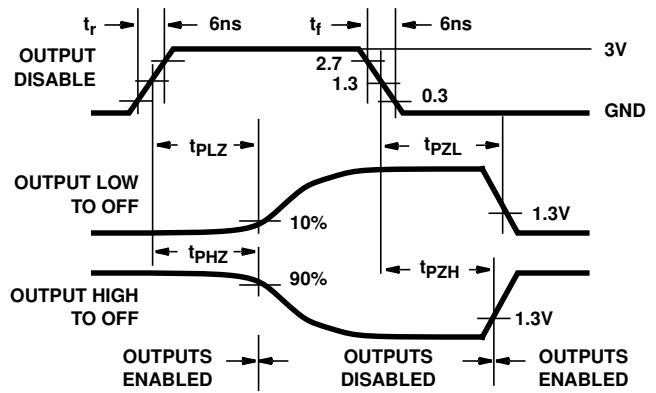 tr 6ns tf 6ns
OUTPUT
DISABLE
3V
2.7
1.3
0.3
GND
tPLZ tPZL
OUTPUT LOW
TO OFF
10%
1.3V
tPHZ tPZH
90%
OUTPUT HIGH
TO OFF
1.3V
OUTPUTS
ENABLED
OUTPUTS
DISABLED
OUTPUTS
ENABLED